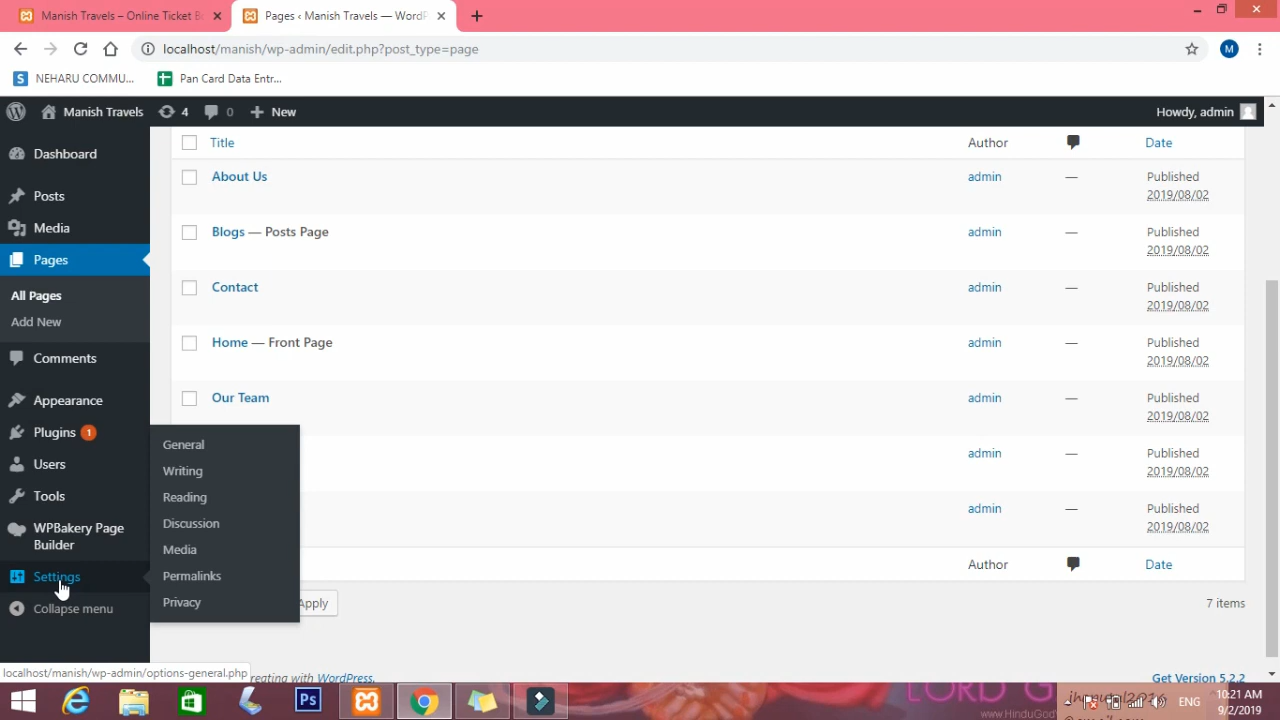 Manish Travels – Online Ticket Bo
Pages ‹ Manish Travels — WordPr
localhost/manish/wp-admin/edit.php?post_type=page
M
S NEHARU COMMU...
Pan Card Data Entr...
Manish Travels 4 0 + New
Howdy, admin
Dashboard
Posts
Media
Pages
All Pages
Add New
Comments
Appearance
Plugins 1
Users
Tools
WPBakery Page
Builder
Settings
Collapse menu
General
Writing
Reading
Discussion
Media
Permalinks
Privacy
Title Author Date
About Us admin — Published
2019/08/02
Blogs — Posts Page admin — Published
2019/08/02
Contact admin — Published
2019/08/02
Home — Front Page admin — Published
2019/08/02
Our Team admin — Published
2019/08/02
admin — Published
2019/08/02
admin — Published
2019/08/02
Author Date
Apply 7 items
localhost/manish/wp-admin/options-general.php
reating with WordPress. Get Version 5.2.2
Ps
LORD G
www.HinduGod
ENG
10:21 AM
9/2/2019